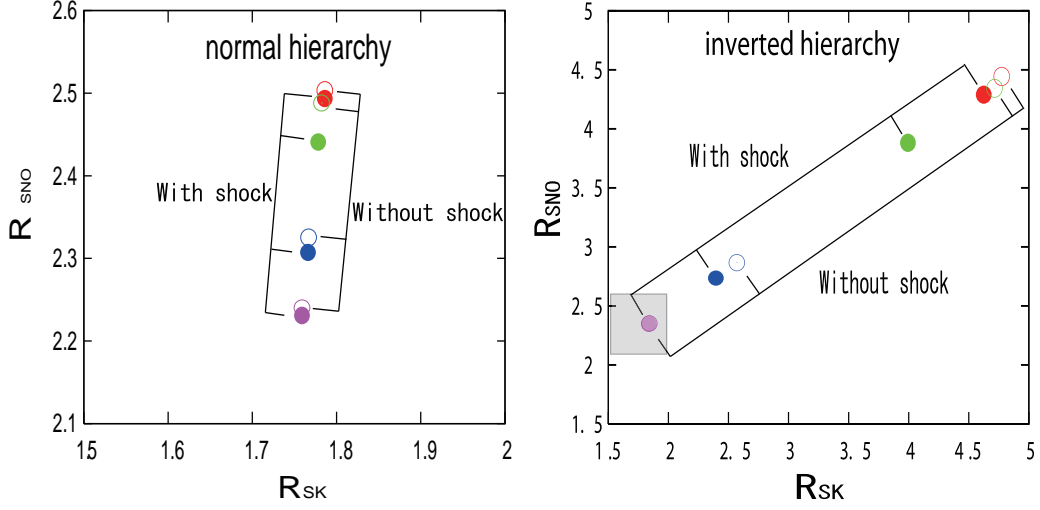 2.6
2.5
2.4
2.3
2.2
2.1
R SNO
normal hierarchy
With shock
Without shock
1.5
1.6
1.7
1.8
1.9
2
RSK
5
4.5
4
3.5
3
2.5
2
1.5
RSNO
inverted hierarchy
With shock
Without shock
1.5
2
2.5
3
3.5
4
4.5
5
RSK